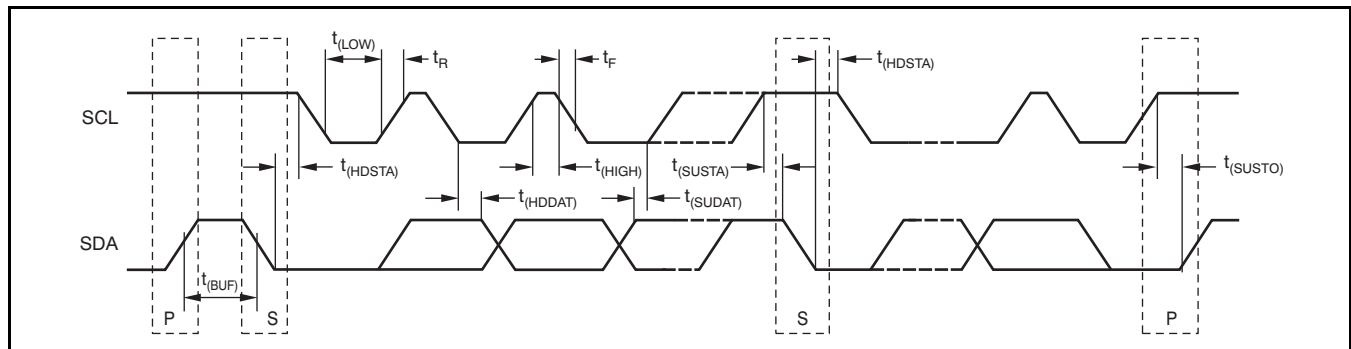 t(LOW)
tR
tF
t(HDSTA)
SCL
t(HDSTA)
t(HIGH)
t(SUSTA)
t(SUSTO)
t(HDDAT)
t(SUDAT)
SDA
t(BUF)
P
S
S
P